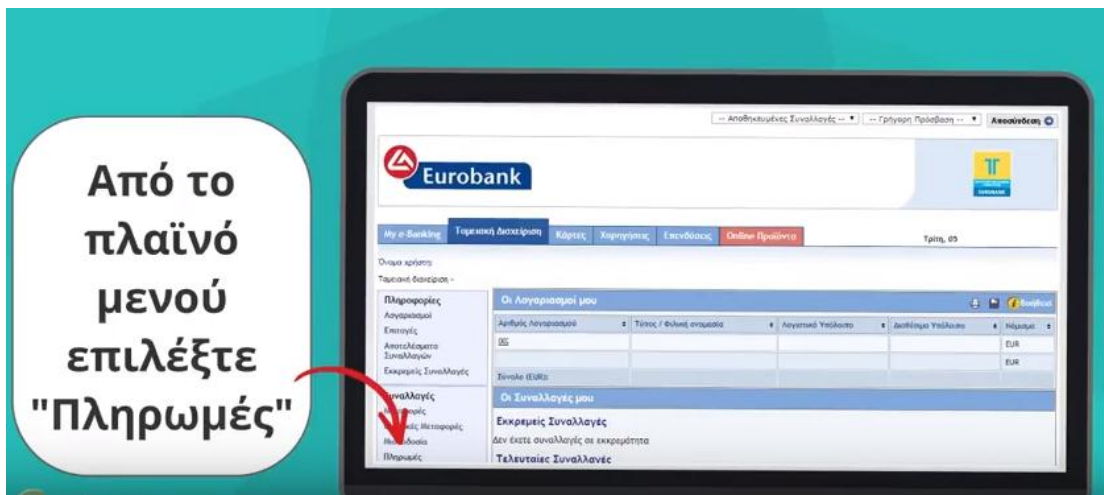 Από το
πλαϊνό
μενού
επιλέξτε
"Πληρωμές"
-- Αποθηκευμένες Συναλλαγές -- -- Γρήγορη Πρόσβαση -- Αποσύνδεση
Eurobank
EUROBANK
My e-Banking Ταμειακή Διαχείριση Κάρτες Χορηγήσεις Επενδύσεις Online Προϊόντα Τρίτη, 05
Όνομα χρήστη:
Ταμειακή διαχείριση -
Πληροφορίες
Λογαριασμοί
Επιταγές
Αποτελέσματα
Συναλλαγών
Εκκρεμείς Συναλλαγές
Συναλλαγές
Πληρωμές
Οι Λογαριασμοί μου Βοήθεια
Αριθμός Λογαριασμού Τύπος / Φιλική ονομασία Λογιστικό Υπόλοιπο Διαθέσιμο Υπόλοιπο Νόμισμα
EUR
EUR
Σύνολο (EUR):
Οι Συναλλαγές μου
Εκκρεμείς Συναλλαγές
Δεν έχετε συναλλαγές σε εκκρεμότητα
Τελευταίες Συναλλαγές